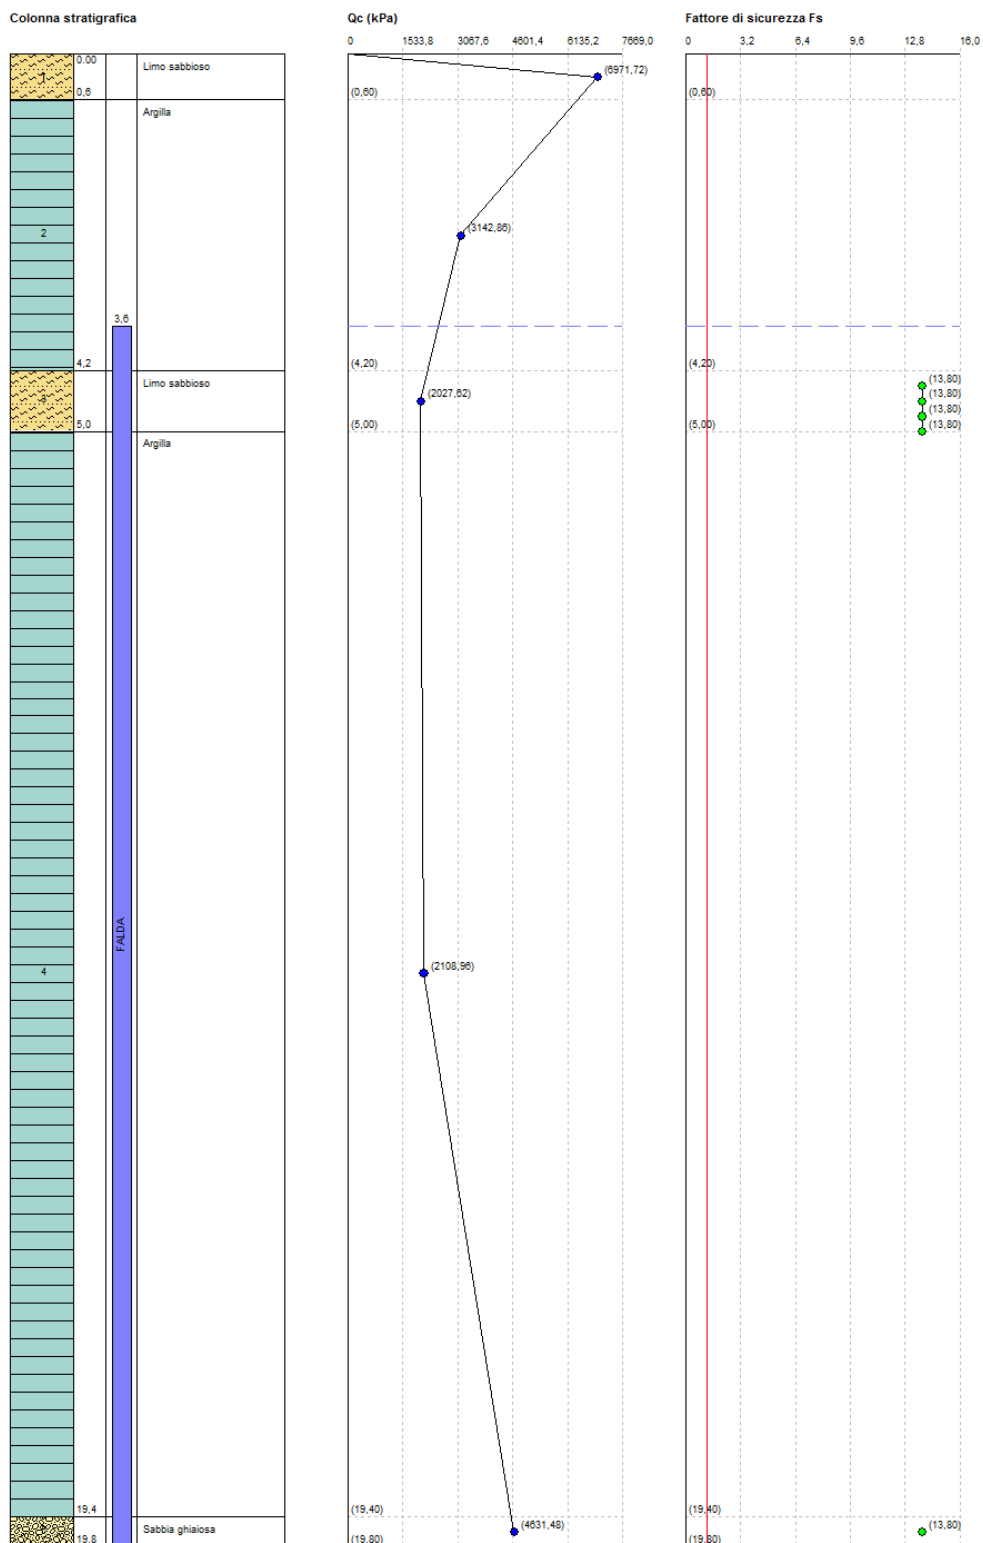 Colonna stratigrafica
Qc (kPa)
Fattore di sicurezza Fs
0 1533,8 3067,6 4601,4 6135,2 7669,0
0 3,2 6,4 9,6 12,8 16,0
0.00
Limo sabbioso
1
0,6
Argilla
2
3,6
4,2
Limo sabbioso
3
5,0
Argilla
FALDA
4
19,4
Sabbia ghiaiosa
19,8
(6971,72)
(0,60)
(3142,86)
(4,20)
(2027,62)
(5,00)
(2108,96)
(19,40)
(4631,48)
(19,80)
(0,60)
(4,20)
(13,80)
(13,80)
(13,80)
(5,00)
(13,80)
(19,40)
(13,80)
(19,80)